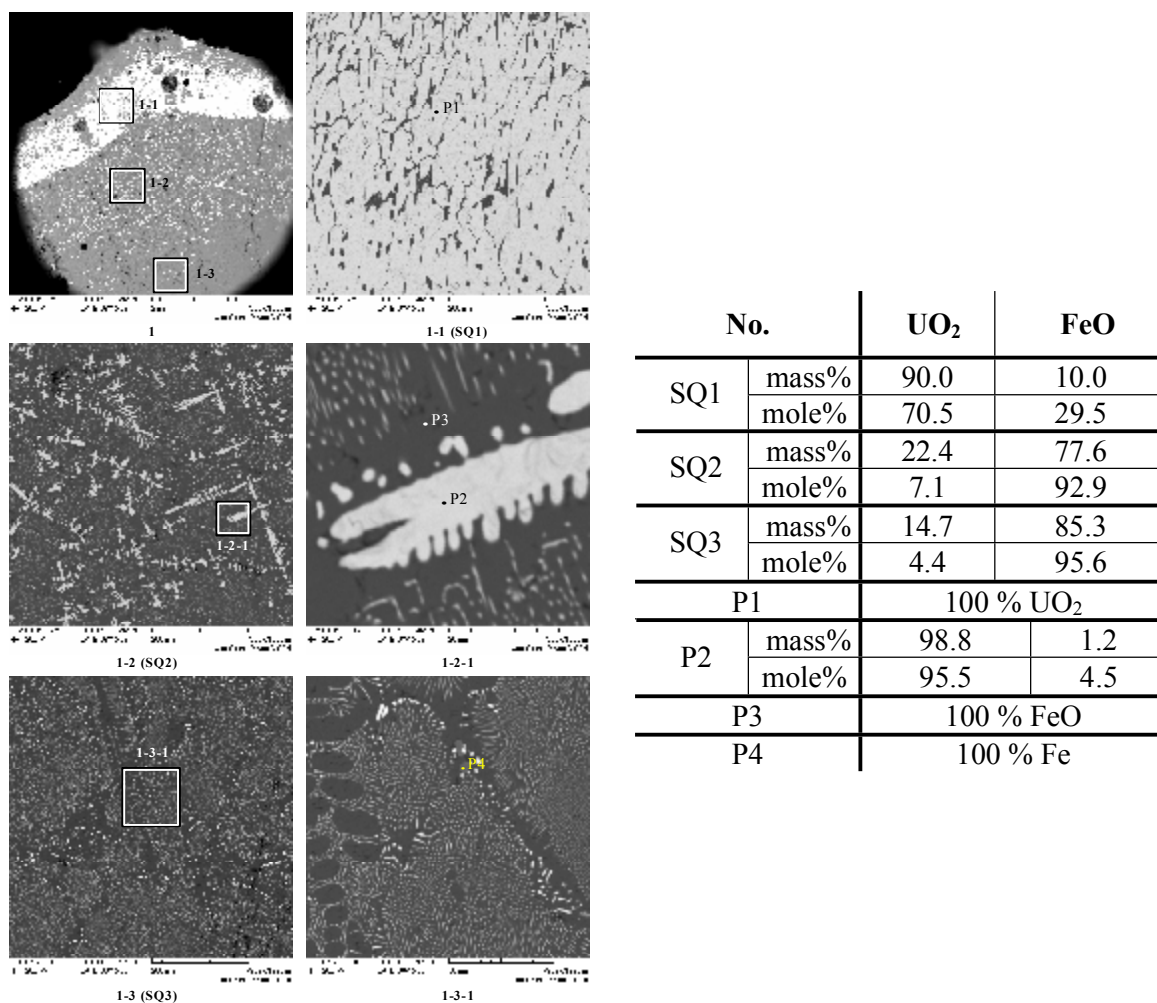 1-1
1-2
1-3
1
P1
1-1 (SQ1)
1-2-1
1-2 (SQ2)
P3
P2
1-2-1
1-3-1
1-3 (SQ3)
P4
1-3-1
No. UO₂ FeO
SQ1 mass% 90.0 10.0
mole% 70.5 29.5
SQ2 mass% 22.4 77.6
mole% 7.1 92.9
SQ3 mass% 14.7 85.3
mole% 4.4 95.6
P1 100 % UO₂
P2 mass% 98.8 1.2
mole% 95.5 4.5
P3 100 % FeO
P4 100 % Fe